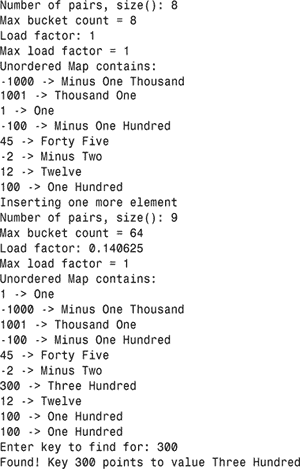 Number of pairs, size(): 8
Max bucket count = 8
Load factor: 1
Max load factor = 1
Unordered Map contains:
-1000 -> Minus One Thousand
1001 -> Thousand One
1 -> One
-100 -> Minus One Hundred
45 -> Forty Five
-2 -> Minus Two
12 -> Twelve
100 -> One Hundred
Inserting one more element
Number of pairs, size(): 9
Max bucket count = 64
Load factor: 0.140625
Max load factor = 1
Unordered Map contains:
1 -> One
-1000 -> Minus One Thousand
1001 -> Thousand One
-100 -> Minus One Hundred
45 -> Forty Five
-2 -> Minus Two
300 -> Three Hundred
12 -> Twelve
100 -> One Hundred
100 -> One Hundred
Enter key to find for: 300
Found! Key 300 points to value Three Hundred